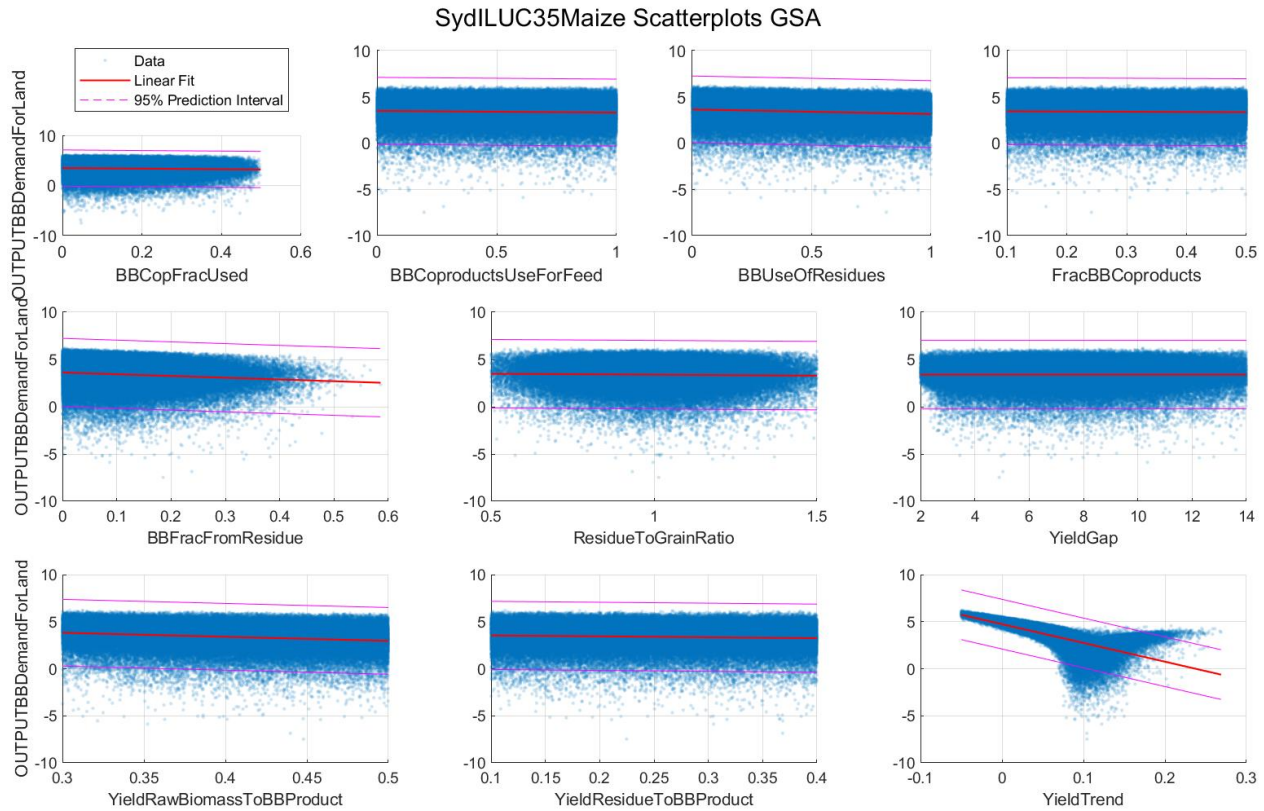 SydILUC35Maize Scatterplots GSA
Data
Linear Fit
95% Prediction Interval
OUTPUTBBDemandForLand
10
5
0
-5
-10
0 0.2 0.4 0.6
BBCopFracUsed
10
5
0
-5
-10
0 0.5 1
BBCoproductsUseForFeed
10
5
0
-5
-10
0 0.5 1
BBUseOfResidues
10
5
0
-5
-10
0.1 0.2 0.3 0.4 0.5
FracBBCoproducts
OUTPUTBBDemandForLand
10
5
0
-5
-10
0 0.1 0.2 0.3 0.4 0.5 0.6
BBFracFromResidue
10
5
0
-5
-10
0.5 1 1.5
ResidueToGrainRatio
10
5
0
-5
-10
2 4 6 8 10 12 14
YieldGap
OUTPUTBBDemandForLand
10
5
0
-5
-10
0.3 0.35 0.4 0.45 0.5
YieldRawBiomassToBBProduct
10
5
0
-5
-10
0.1 0.15 0.2 0.25 0.3 0.35 0.4
YieldResidueToBBProduct
10
5
0
-5
-10
-0.1 0 0.1 0.2 0.3
YieldTrend